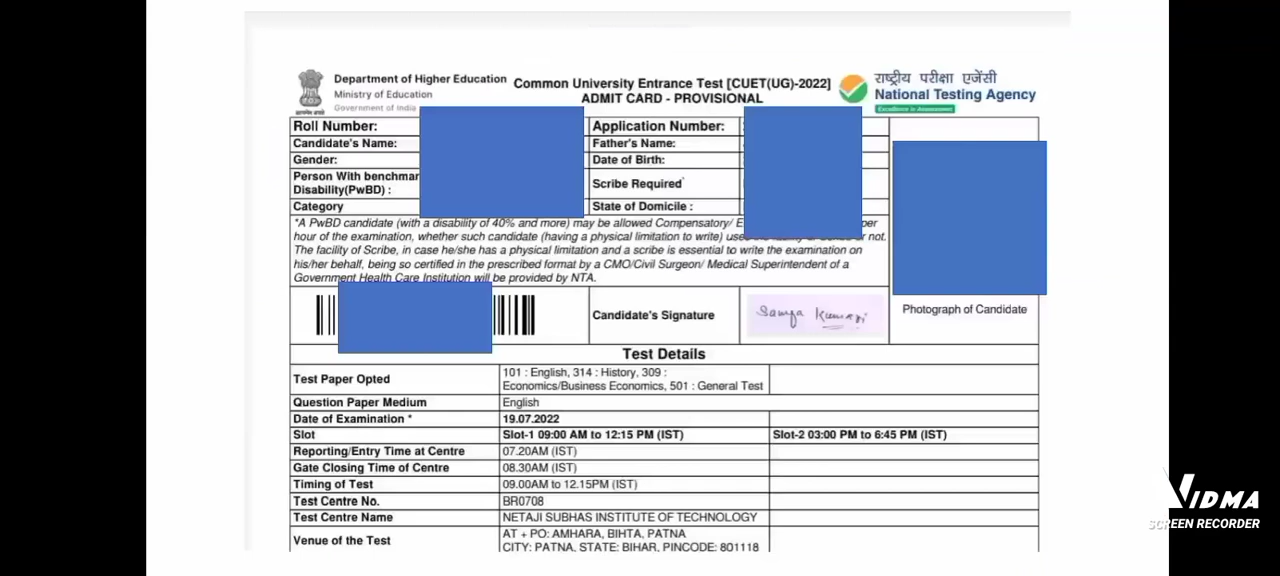 Department of Higher Education
Ministry of Education
Government of India
Common University Entrance Test [CUET(UG)-2022]
ADMIT CARD - PROVISIONAL
राष्ट्रीय परीक्षा एजेंसी
National Testing Agency
Excellence in Assessment
Roll Number:
Application Number:
Candidate's Name:
Father's Name:
Gender:
Date of Birth:
Person With benchmar
Disability(PwBD) :
Scribe Required
Category
State of Domicile :
*A PwBD candidate (with a disability of 40% and more) may be allowed Compensatory/ per
hour of the examination, whether such candidate (having a physical limitation to write) or not.
The facility of Scribe, in case he/she has a physical limitation and a scribe is essential to write the examination on
his/her behalf, being so certified in the prescribed format by a CMO/Civil Surgeon/ Medical Superintendent of a
Government Health Care Institution will be provided by NTA.
Candidate's Signature
Kumari
Photograph of Candidate
Test Details
Test Paper Opted
101 : English, 314 : History, 309 :
Economics/Business Economics, 501 : General Test
Question Paper Medium
English
Date of Examination *
19.07.2022
Slot
Slot-1 09:00 AM to 12:15 PM (IST)
Slot-2 03:00 PM to 6:45 PM (IST)
Reporting/Entry Time at Centre
07.20AM (IST)
Gate Closing Time of Centre
08.30AM (IST)
Timing of Test
09.00AM to 12.15PM (IST)
Test Centre No.
BR0708
Test Centre Name
NETAJI SUBHAS INSTITUTE OF TECHNOLOGY
Venue of the Test
AT + PO: AMHARA, BIHTA, PATNA
CITY: PATNA, STATE: BIHAR, PINCODE: 801118
VIDMA
SCREEN RECORDER